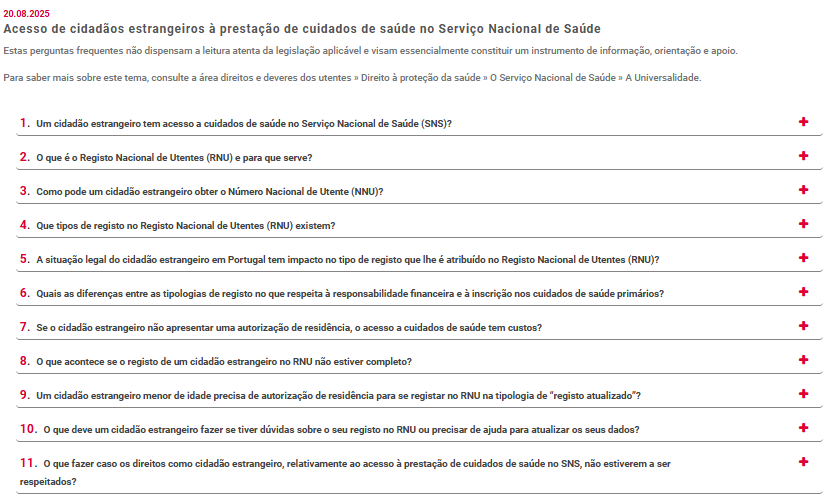 20.08.2025
Acesso de cidadãos estrangeiros à prestação de cuidados de saúde no Serviço Nacional de Saúde
Estas perguntas frequentes não dispensam a leitura atenta da legislação aplicável e visam essencialmente constituir um instrumento de informação, orientação e apoio.
Para saber mais sobre este tema, consulte a área direitos e deveres dos utentes » Direito à proteção da saúde » O Serviço Nacional de Saúde » A Universalidade.
1. Um cidadão estrangeiro tem acesso a cuidados de saúde no Serviço Nacional de Saúde (SNS)?
2. O que é o Registo Nacional de Utentes (RNU) e para que serve?
3. Como pode um cidadão estrangeiro obter o Número Nacional de Utente (NNU)?
4. Que tipos de registo no Registo Nacional de Utentes (RNU) existem?
5. A situação legal do cidadão estrangeiro em Portugal tem impacto no tipo de registo que lhe é atribuído no Registo Nacional de Utentes (RNU)?
6. Quais as diferenças entre as tipologias de registo no que respeita à responsabilidade financeira e à inscrição nos cuidados de saúde primários?
7. Se o cidadão estrangeiro não apresentar uma autorização de residência, o acesso a cuidados de saúde tem custos?
8. O que acontece se o registo de um cidadão estrangeiro no RNU não estiver completo?
9. Um cidadão estrangeiro menor de idade precisa de autorização de residência para se registar no RNU na tipologia de “registo atualizado”?
10. O que deve um cidadão estrangeiro fazer se tiver dúvidas sobre o seu registo no RNU ou precisar de ajuda para atualizar os seus dados?
11. O que fazer caso os direitos como cidadão estrangeiro, relativamente ao acesso à prestação de cuidados de saúde no SNS, não estiverem a ser
respeitados?